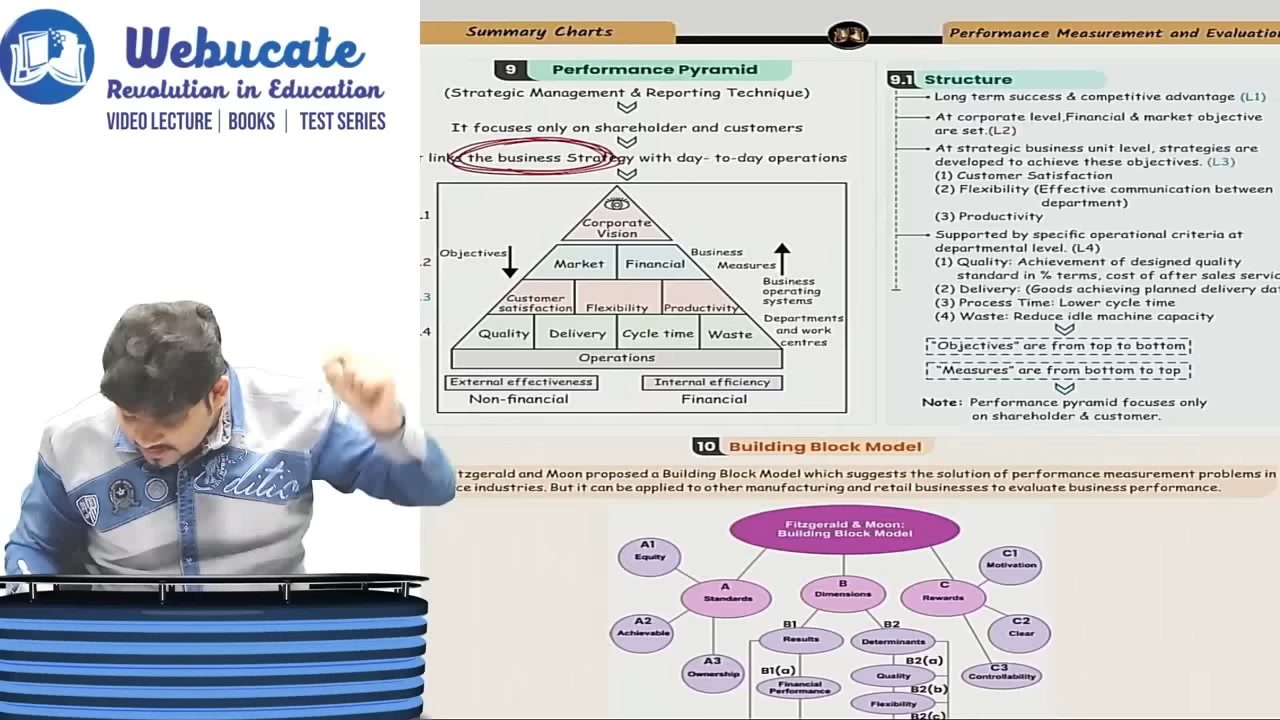 Webucate
Revolution in Education
VIDEO LECTURE | BOOKS | TEST SERIES
Summary Charts
Performance Measurement and Evaluation
9 Performance Pyramid
(Strategic Management & Reporting Technique)
It focuses only on shareholder and customers
links the business Strategy with day- to-day operations
L1
Corporate
Vision
Objectives
Business
Measures
2
Market
Financial
Business
operating
systems
3
Customer
satisfaction
Flexibility
Productivity
Departments
and work
centres
4
Quality
Delivery
Cycle time
Waste
Operations
External effectiveness
Internal efficiency
Non-financial
Financial
9.1 Structure
Long term success & competitive advantage (L1)
At corporate level,Financial & market objective
are set.(L2)
At strategic business unit level, strategies are
developed to achieve these objectives. (L3)
(1) Customer Satisfaction
(2) Flexibility (Effective communication between
department)
(3) Productivity
Supported by specific operational criteria at
departmental level. (L4)
(1) Quality: Achievement of designed quality
standard in % terms, cost of after sales servic
(2) Delivery: (Goods achieving planned delivery dat
(3) Process Time: Lower cycle time
(4) Waste: Reduce idle machine capacity
"Objectives" are from top to bottom
"Measures" are from bottom to top
Note: Performance pyramid focuses only
on shareholder & customer.
10 Building Block Model
tzgerald and Moon proposed a Building Block Model which suggests the solution of performance measurement problems in
ce industries. But it can be applied to other manufacturing and retail businesses to evaluate business performance.
Fitzgerald & Moon:
Building Block Model
A1
Equity
C1
Motivation
A
Standards
B
Dimensions
C
Rewards
A2
Achievable
B1
Results
B2
Determinants
C2
Clear
A3
Ownership
B1(a)
Financial
Performance
B2(a)
Quality
C3
Controllability
B2(b)
Flexibility
B2(c)